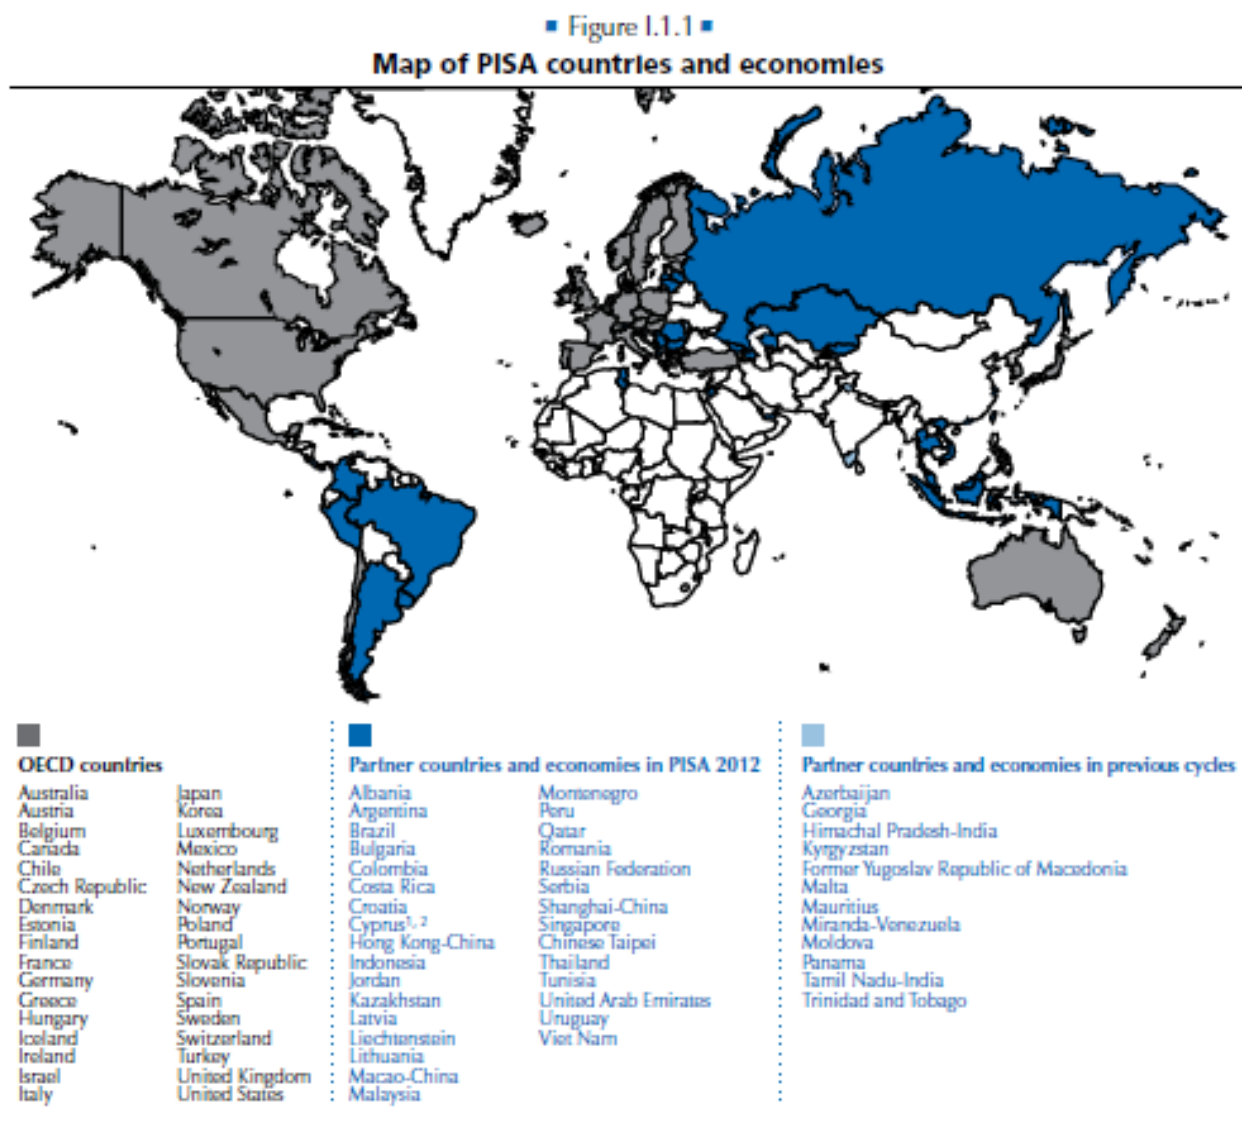 Figure I.1.1
Map of PISA countries and economies
OECD countries
Australia
Austria
Belgium
Canada
Chile
Czech Republic
Denmark
Estonia
Finland
France
Germany
Greece
Hungary
Iceland
Ireland
Israel
Italy
Japan
Korea
Luxembourg
Mexico
Netherlands
New Zealand
Norway
Poland
Portugal
Slovak Republic
Slovenia
Spain
Sweden
Switzerland
Turkey
United Kingdom
United States
Partner countries and economies in PISA 2012
Albania
Argentina
Brazil
Bulgaria
Colombia
Costa Rica
Croatia
Cyprus1, 2
Hong Kong-China
Indonesia
Jordan
Kazakhstan
Latvia
Liechtenstein
Lithuania
Macao-China
Malaysia
Montenegro
Peru
Qatar
Romania
Russian Federation
Serbia
Shanghai-China
Singapore
Chinese Taipei
Thailand
Tunisia
United Arab Emirates
Uruguay
Viet Nam
Partner countries and economies in previous cycles
Azerbaijan
Georgia
Himachal Pradesh-India
Kyrgyzstan
Former Yugoslav Republic of Macedonia
Malta
Mauritius
Miranda-Venezuela
Moldova
Panama
Tamil Nadu-India
Trinidad and Tobago